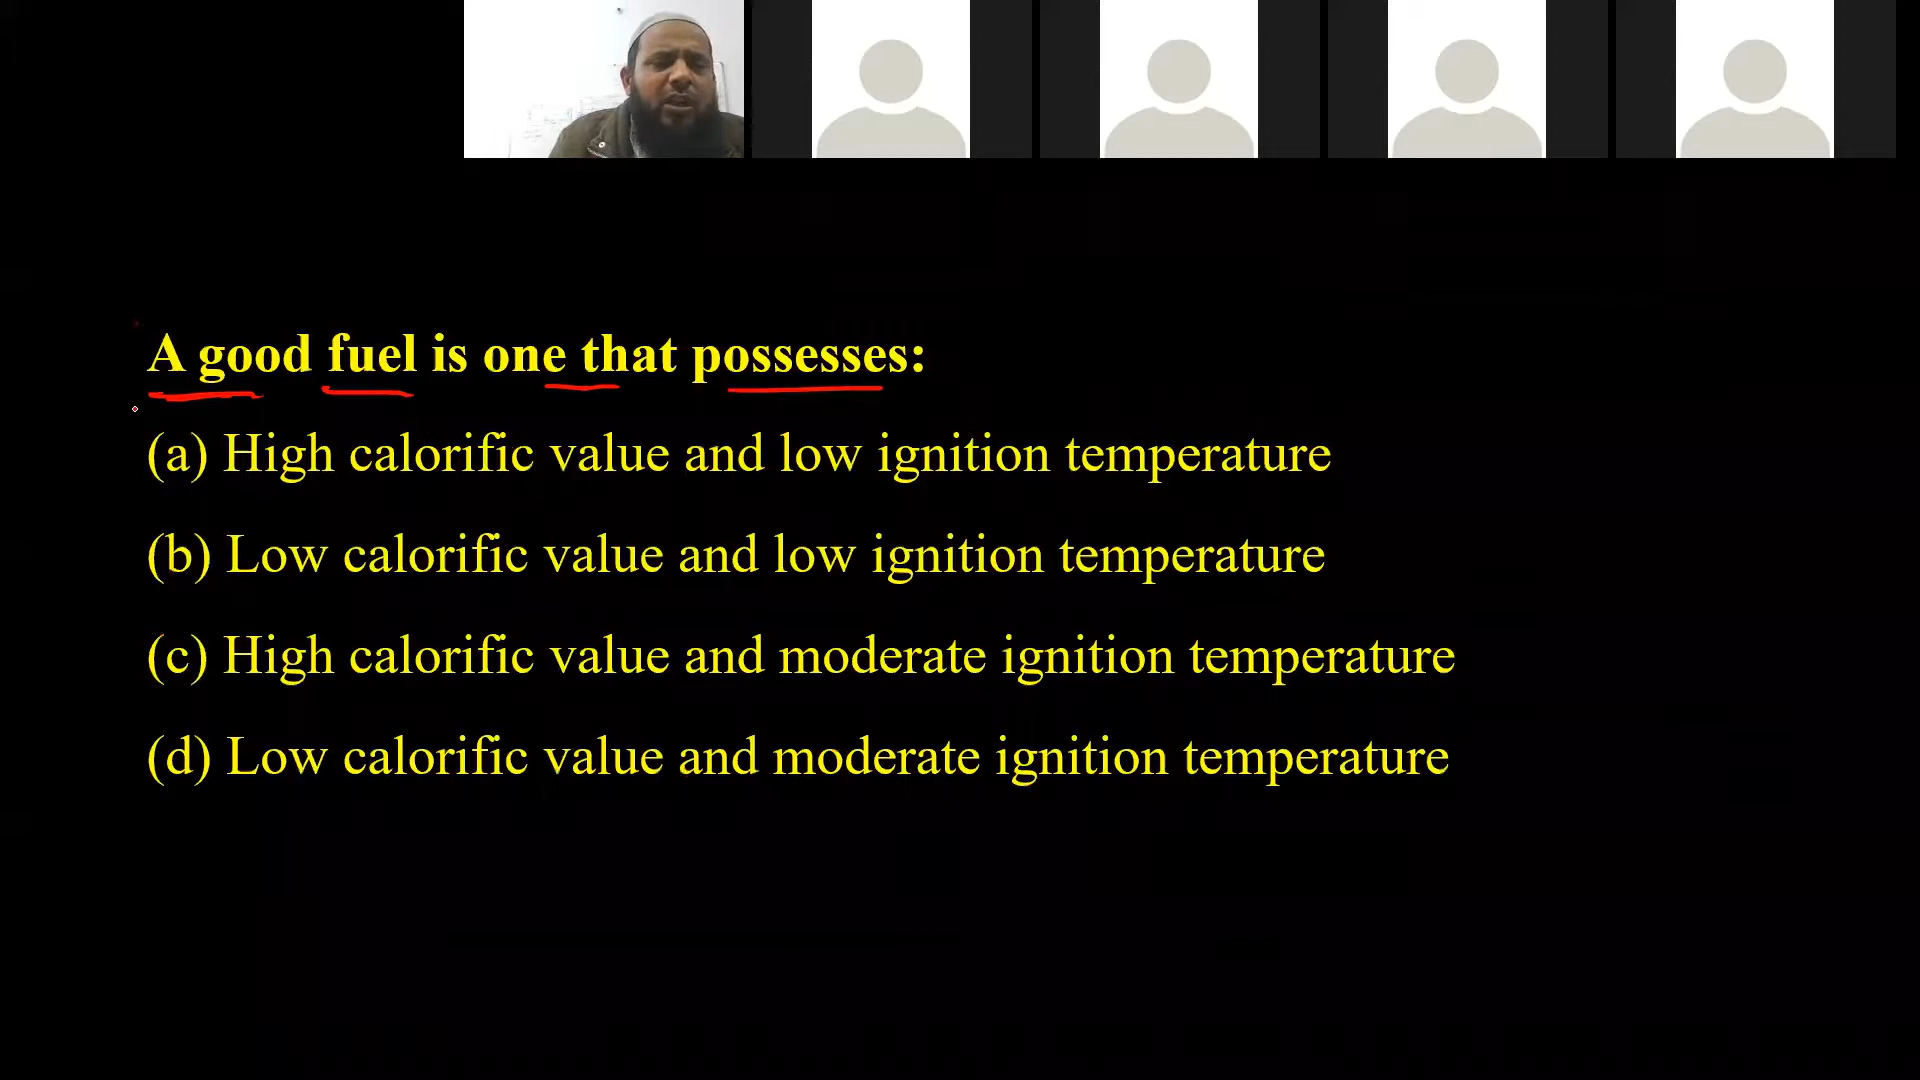 A good fuel is one that possesses:
(a) High calorific value and low ignition temperature
(b) Low calorific value and low ignition temperature
(c) High calorific value and moderate ignition temperature
(d) Low calorific value and moderate ignition temperature